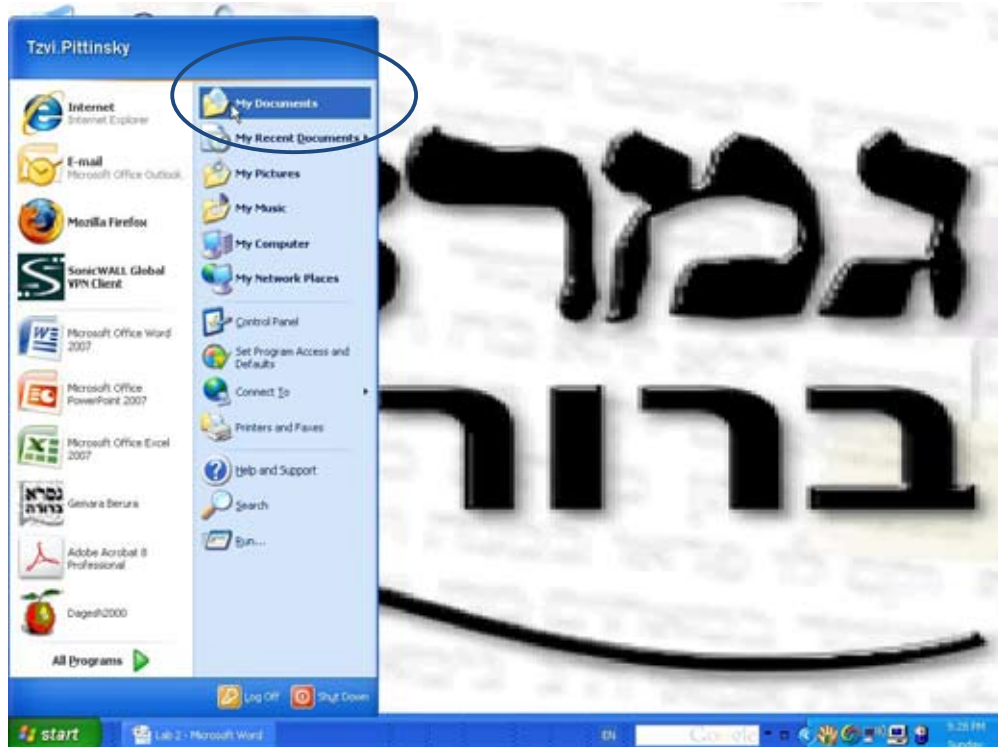 Tzvi.Pittinsky
Internet
Internet Explorer
E-mail
Microsoft Office Outlook
Mozilla Firefox
SonicWALL Global
VPN Client
Microsoft Office Word
2007
Microsoft Office
PowerPoint 2007
Microsoft Office Excel
2007
גמרא
ברורה
Gemara Berura
Adobe Acrobat 8
Professional
Dagesh2000
All Programs
My Documents
My Recent Documents
My Pictures
My Music
My Computer
My Network Places
Control Panel
Set Program Access and
Defaults
Connect To
Printers and Faxes
Help and Support
Search
Run...
Log Off
Shut Down
גמר
ברור
start
Lab 2 - Microsoft Word
EN
Google
9:28 PM
Sunday